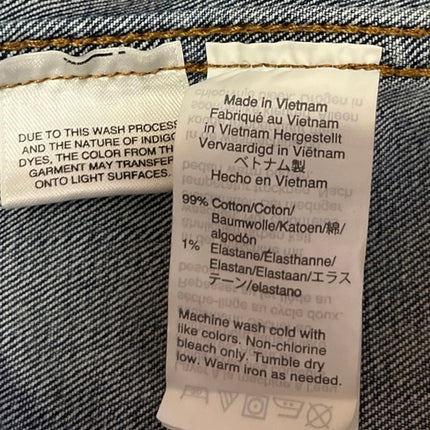 DUE TO THIS WASH PROCESS
AND THE NATURE OF INDIGO
DYES, THE COLOR FROM THE
GARMENT MAY TRANSFER
ONTO LIGHT SURFACES.
Made in Vietnam
Fabriqué au Vietnam
in Vietnam Hergestellt
Vervaardigd in Viëtnam
ベトナム製
Hecho en Vietnam
99% Cotton/Coton/
Baumwolle/Katoen/綿/
algodón
1% Elastane/Elasthanne/
Elastan/Elastaan/エラス
テーン/elastano
Machine wash cold with
like colors. Non-chlorine
bleach only. Tumble dry
low. Warm iron as needed.